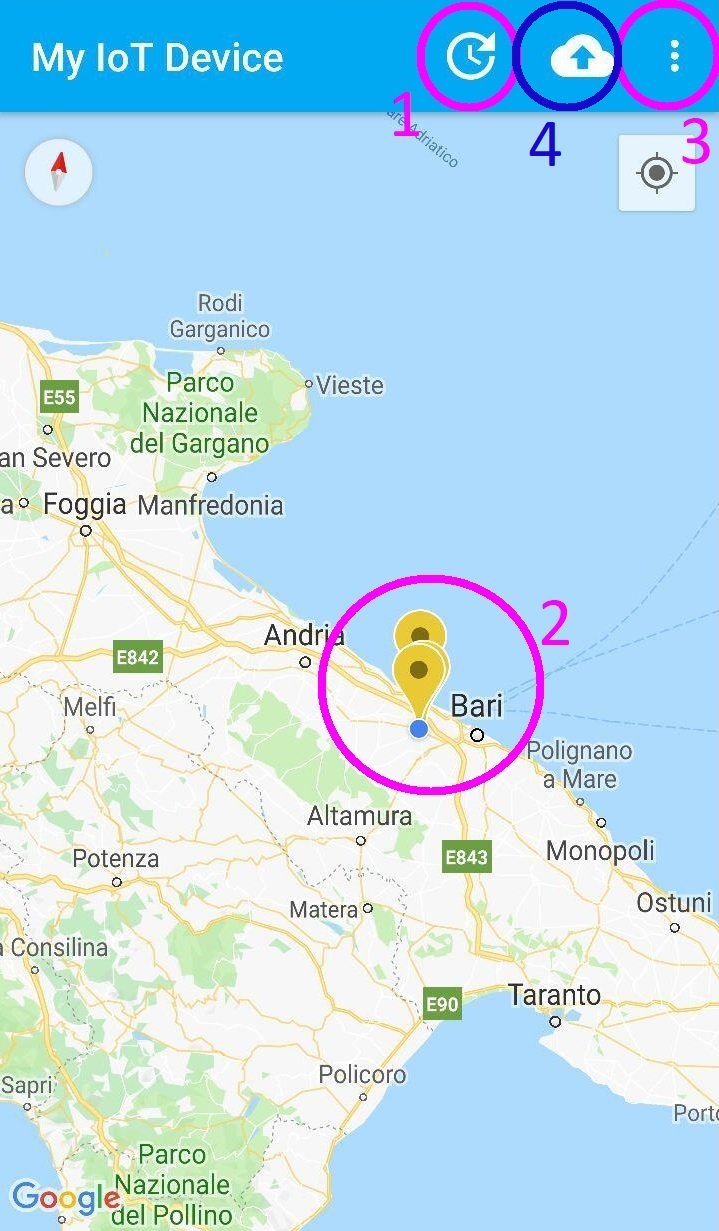 My IoT Device
1
4
3
are Adriatico
Rodi
Garganico
Parco
Nazionale
del Gargano
Vieste
E55
an Severo
a
Foggia
Manfredonia
2
Andria
E842
Melfi
Bari
Polignano
a Mare
Altamura
E843
Monopoli
Potenza
Matera
Ostuni
a Consilina
E90
Taranto
Policoro
Sapri
Porto
Parco
Nazionale
del Pollino
Google